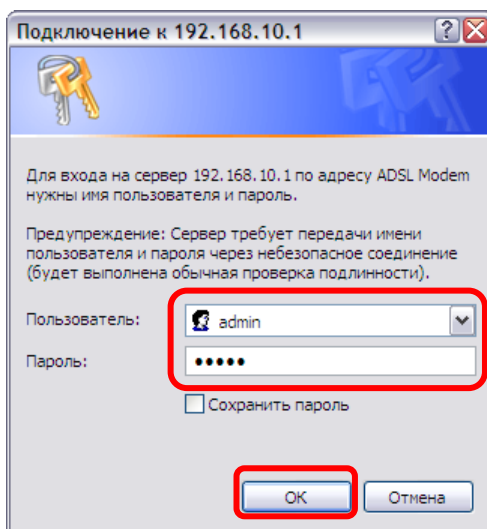 Подключение к 192.168.10.1
Для входа на сервер 192.168.10.1 по адресу ADSL Modem
нужны имя пользователя и пароль.
Предупреждение: Сервер требует передачи имени
пользователя и пароля через небезопасное соединение
(будет выполнена обычная проверка подлинности).
Пользователь: admin
Пароль: •••••
Сохранить пароль
ОК Отмена